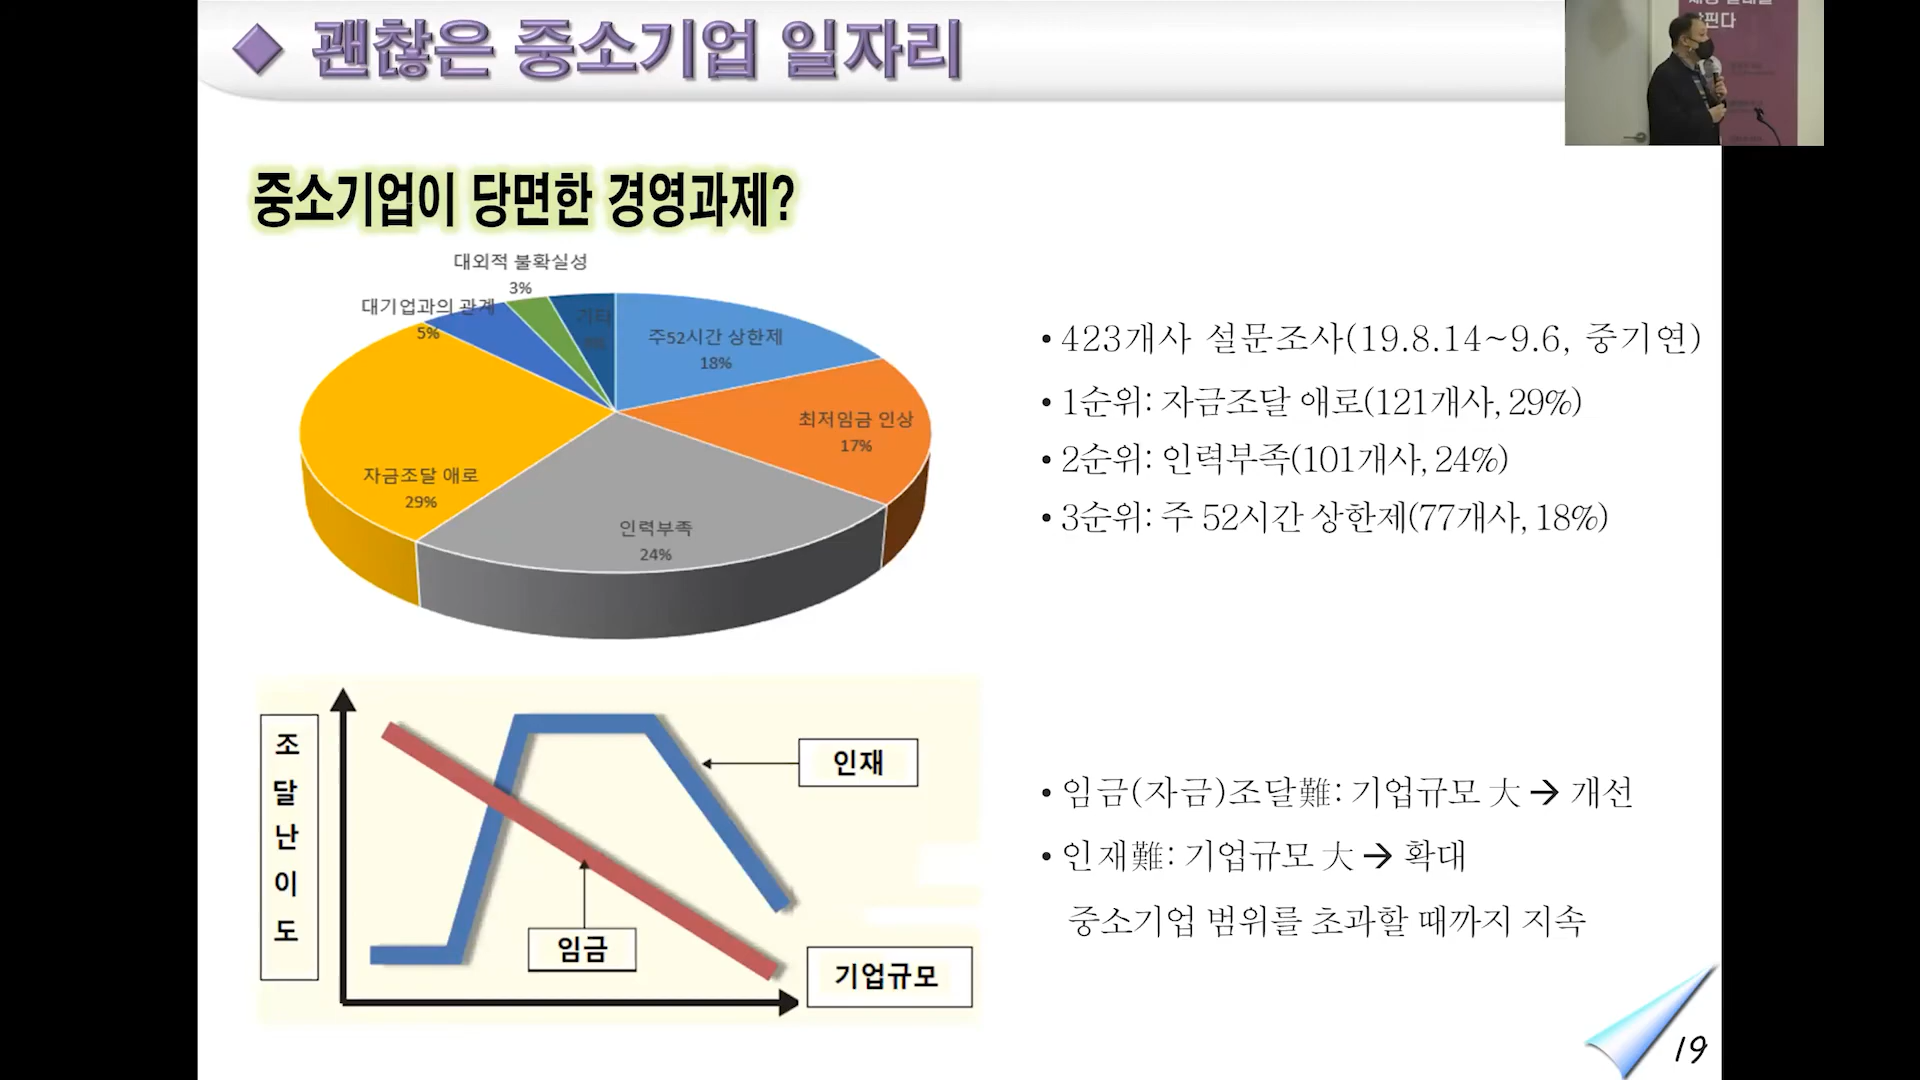 괜찮은 중소기업 일자리
핀다
중소기업이 당면한 경영과제?
대외적 불확실성
3%
대기업과의 관계
5%
기타
주52시간 상한제
18%
최저임금 인상
17%
자금조달 애로
29%
인력부족
24%
• 423개사 설문조사(19.8.14~9.6, 중기연)
• 1순위: 자금조달 애로(121개사, 29%)
• 2순위: 인력부족(101개사, 24%)
• 3순위: 주 52시간 상한제(77개사, 18%)
조달난이도
인재
임금
기업규모
• 임금(자금)조달難: 기업규모 大 → 개선
• 인재難: 기업규모 大 → 확대
중소기업 범위를 초과할 때까지 지속
19